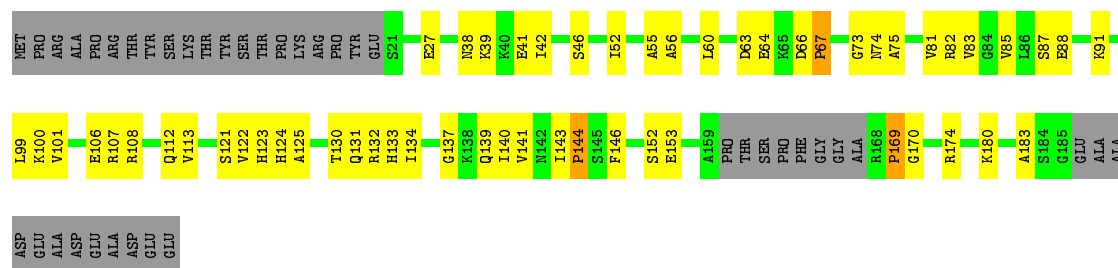 MET PRO ARG ALA PRO ARG THR TYR SER LYS THR TYR SER THR PRO LYS ARG PRO TYR GLU S21 E27 N38 K39 K40 E41 I42 S46 I52 A55 A56 L60 D63 E64 K65 D66 P67 G73 N74 A75 V81 R82 V83 G84 V85 L86 S87 E88 K91
L99 K100 V101 E106 R107 R108 Q112 V113 S121 V122 H123 H124 A125 T130 Q131 R132 H133 I134 G137 K138 Q139 I140 V141 N142 I143 P144 S145 F146 S152 E153 A159 PRO THR SER PRO PHE GLY GLY ALA R168 P169 G170 R174 K180 A183 S184 G185 GLU ALA ALA
ASP GLU ALA ASP GLU ALA ASP GLU GLU